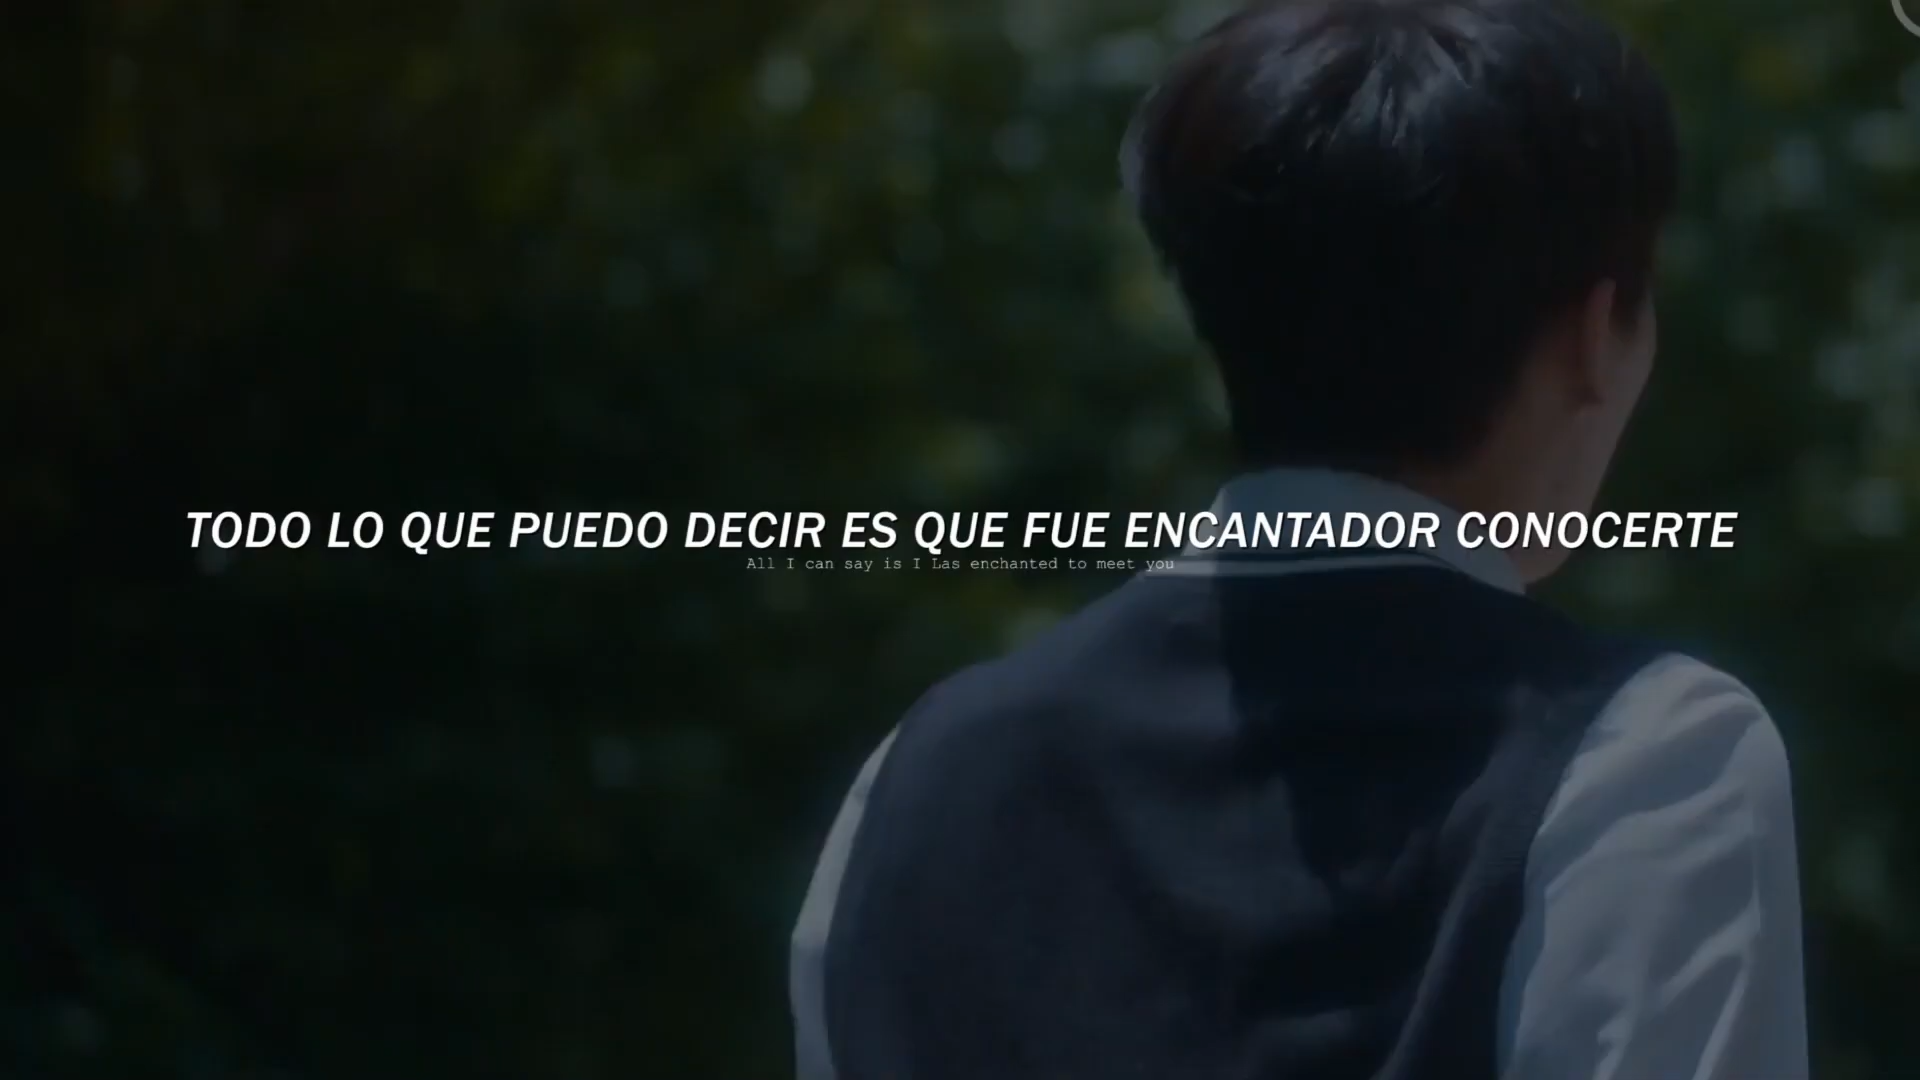 TODO LO QUE PUEDO DECIR ES QUE FUE ENCANTADOR CONOCERTE
All I can say is I Las enchanted to meet you